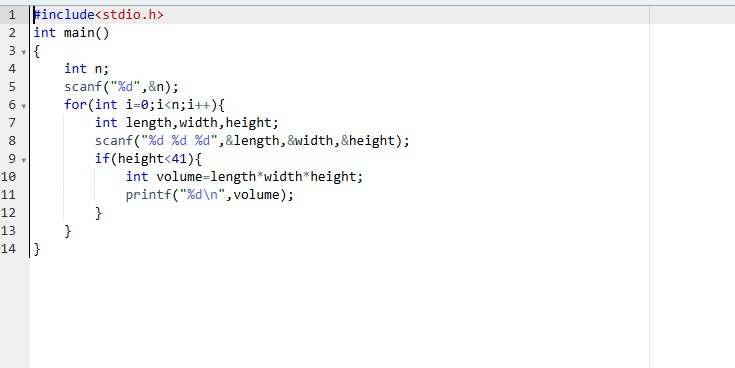 1 #include<stdio.h>
2 int main()
3 {
4     int n;
5     scanf("%d",&n);
6     for(int i=0;i<n;i++){
7         int length,width,height;
8         scanf("%d %d %d",&length,&width,&height);
9         if(height<41){
10             int volume=length*width*height;
11             printf("%d\n",volume);
12         }
13     }
14 }